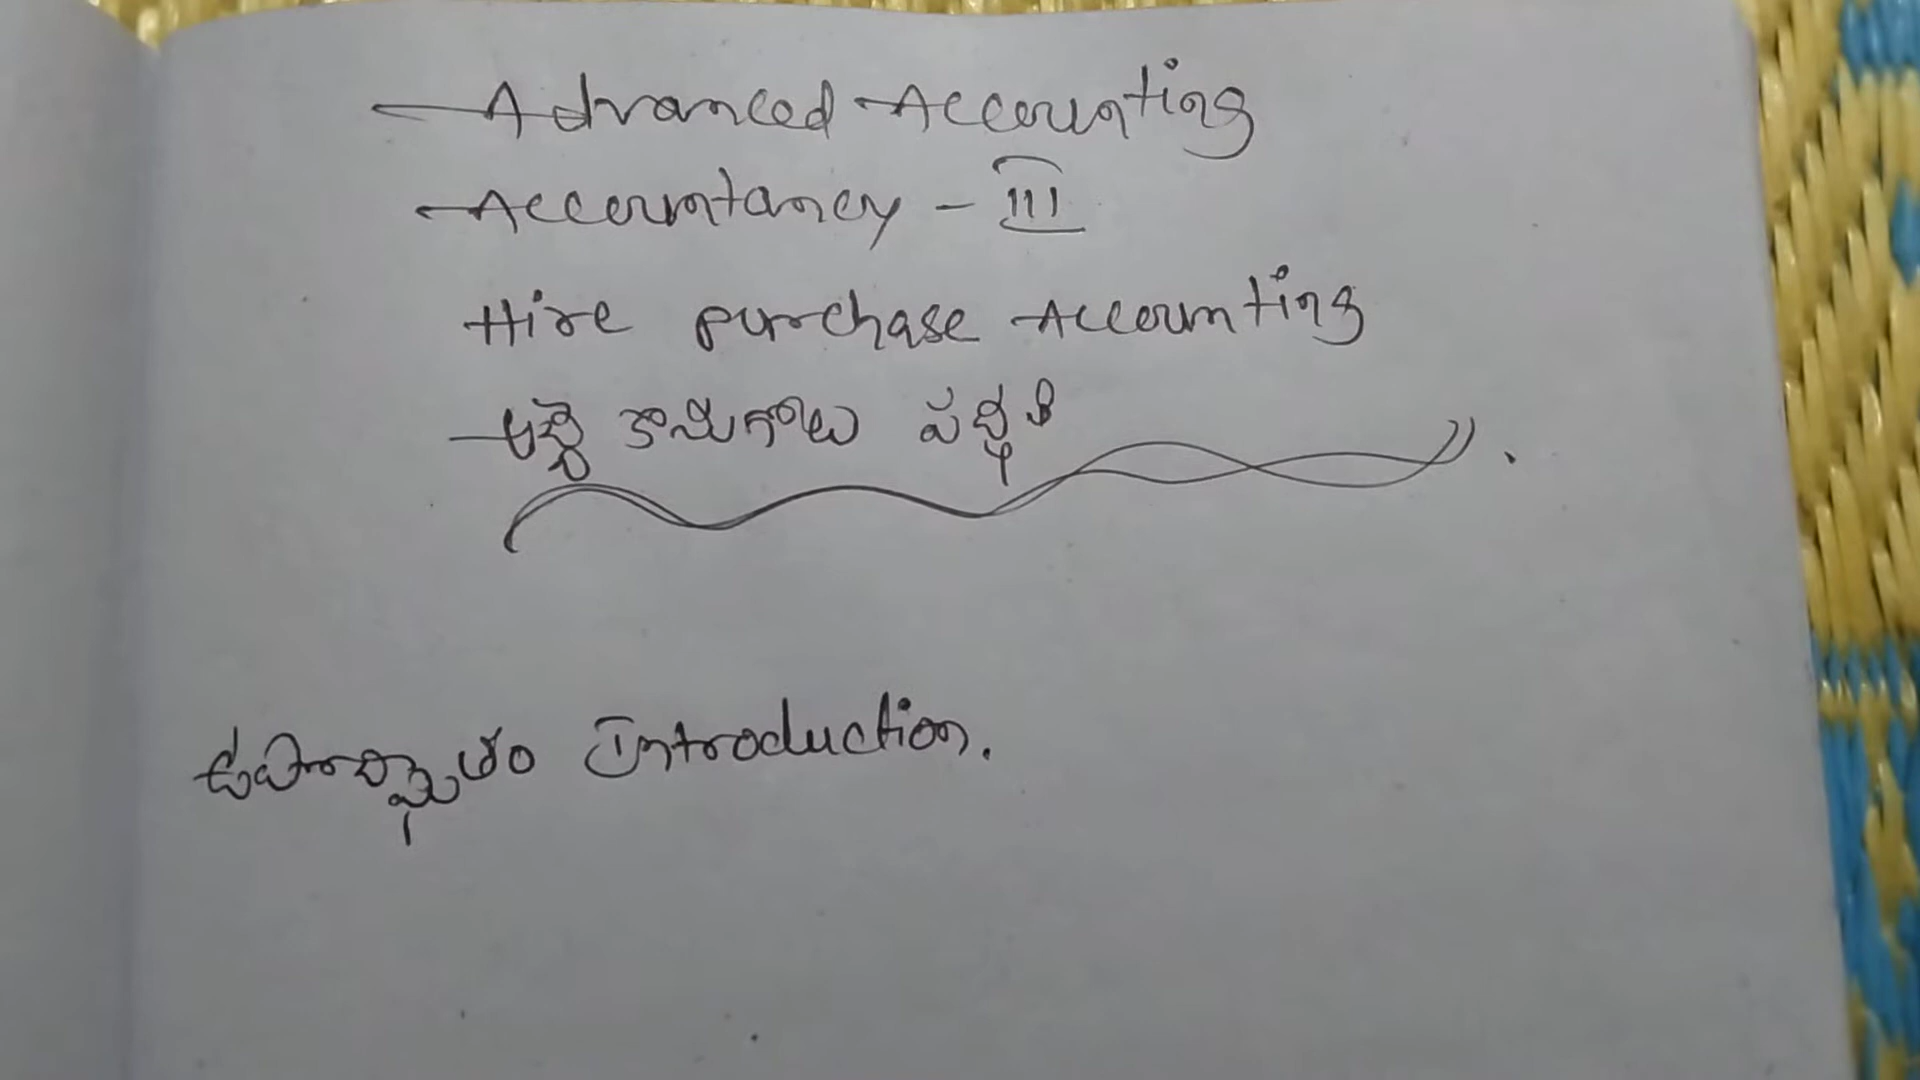 Advanced Accounting
Accountancy - III
Hire purchase Accounting
అద్దె కొనుగోలు పద్ధతి
ఉపోద్ఘాతం Introduction.